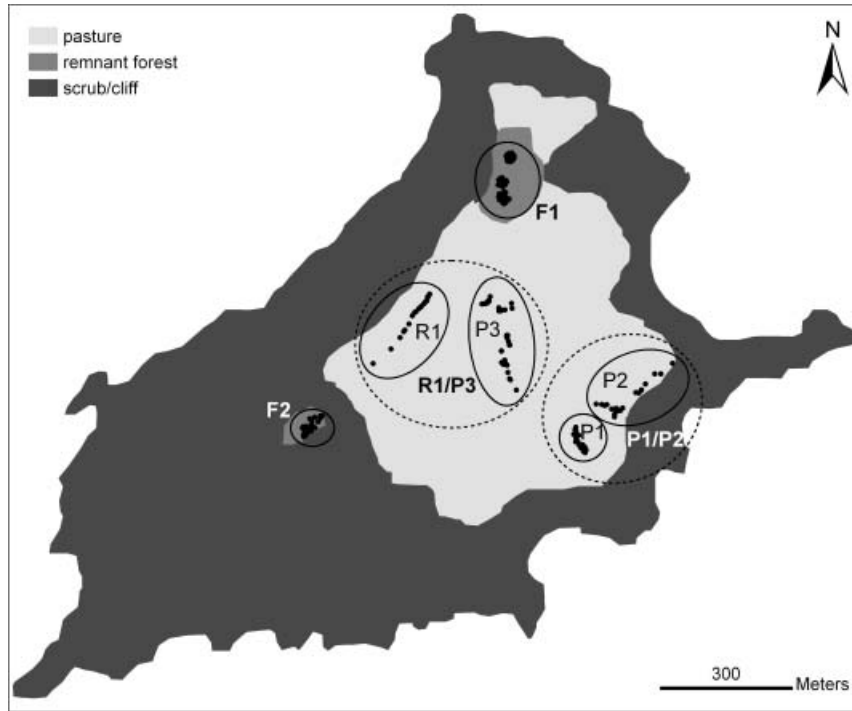 pasture
remnant forest
scrub/cliff
N
F1
R1
P3
R1/P3
P2
F2
P1
P1/P2
300
Meters